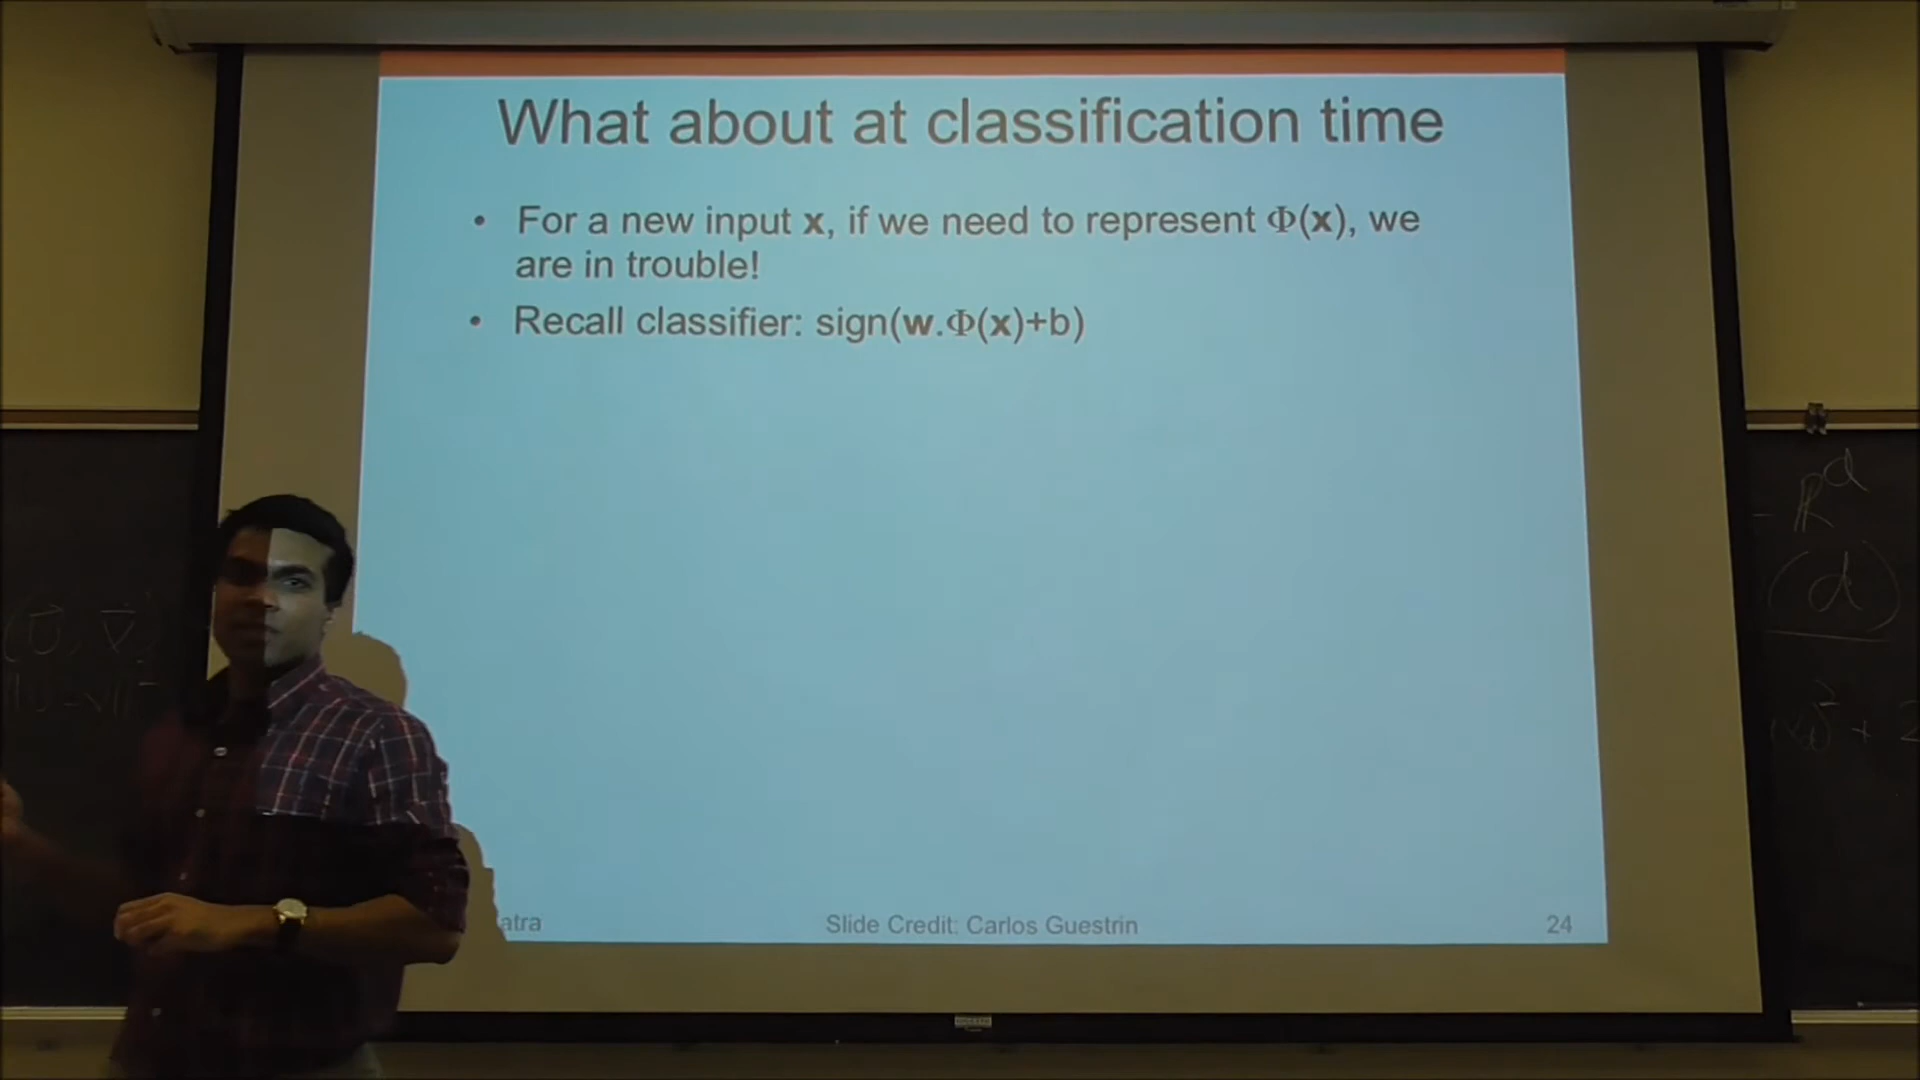 What about at classification time
• For a new input x, if we need to represent Φ(x), we
are in trouble!
• Recall classifier: sign(w.Φ(x)+b)
atra
Slide Credit: Carlos Guestrin
24
R^d
(d)